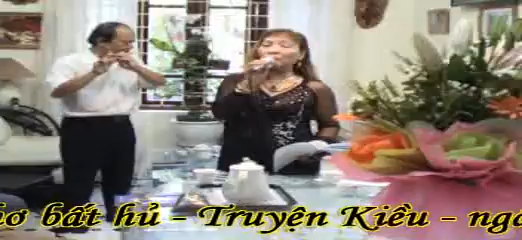 bất hủ - Truyện Kiều -